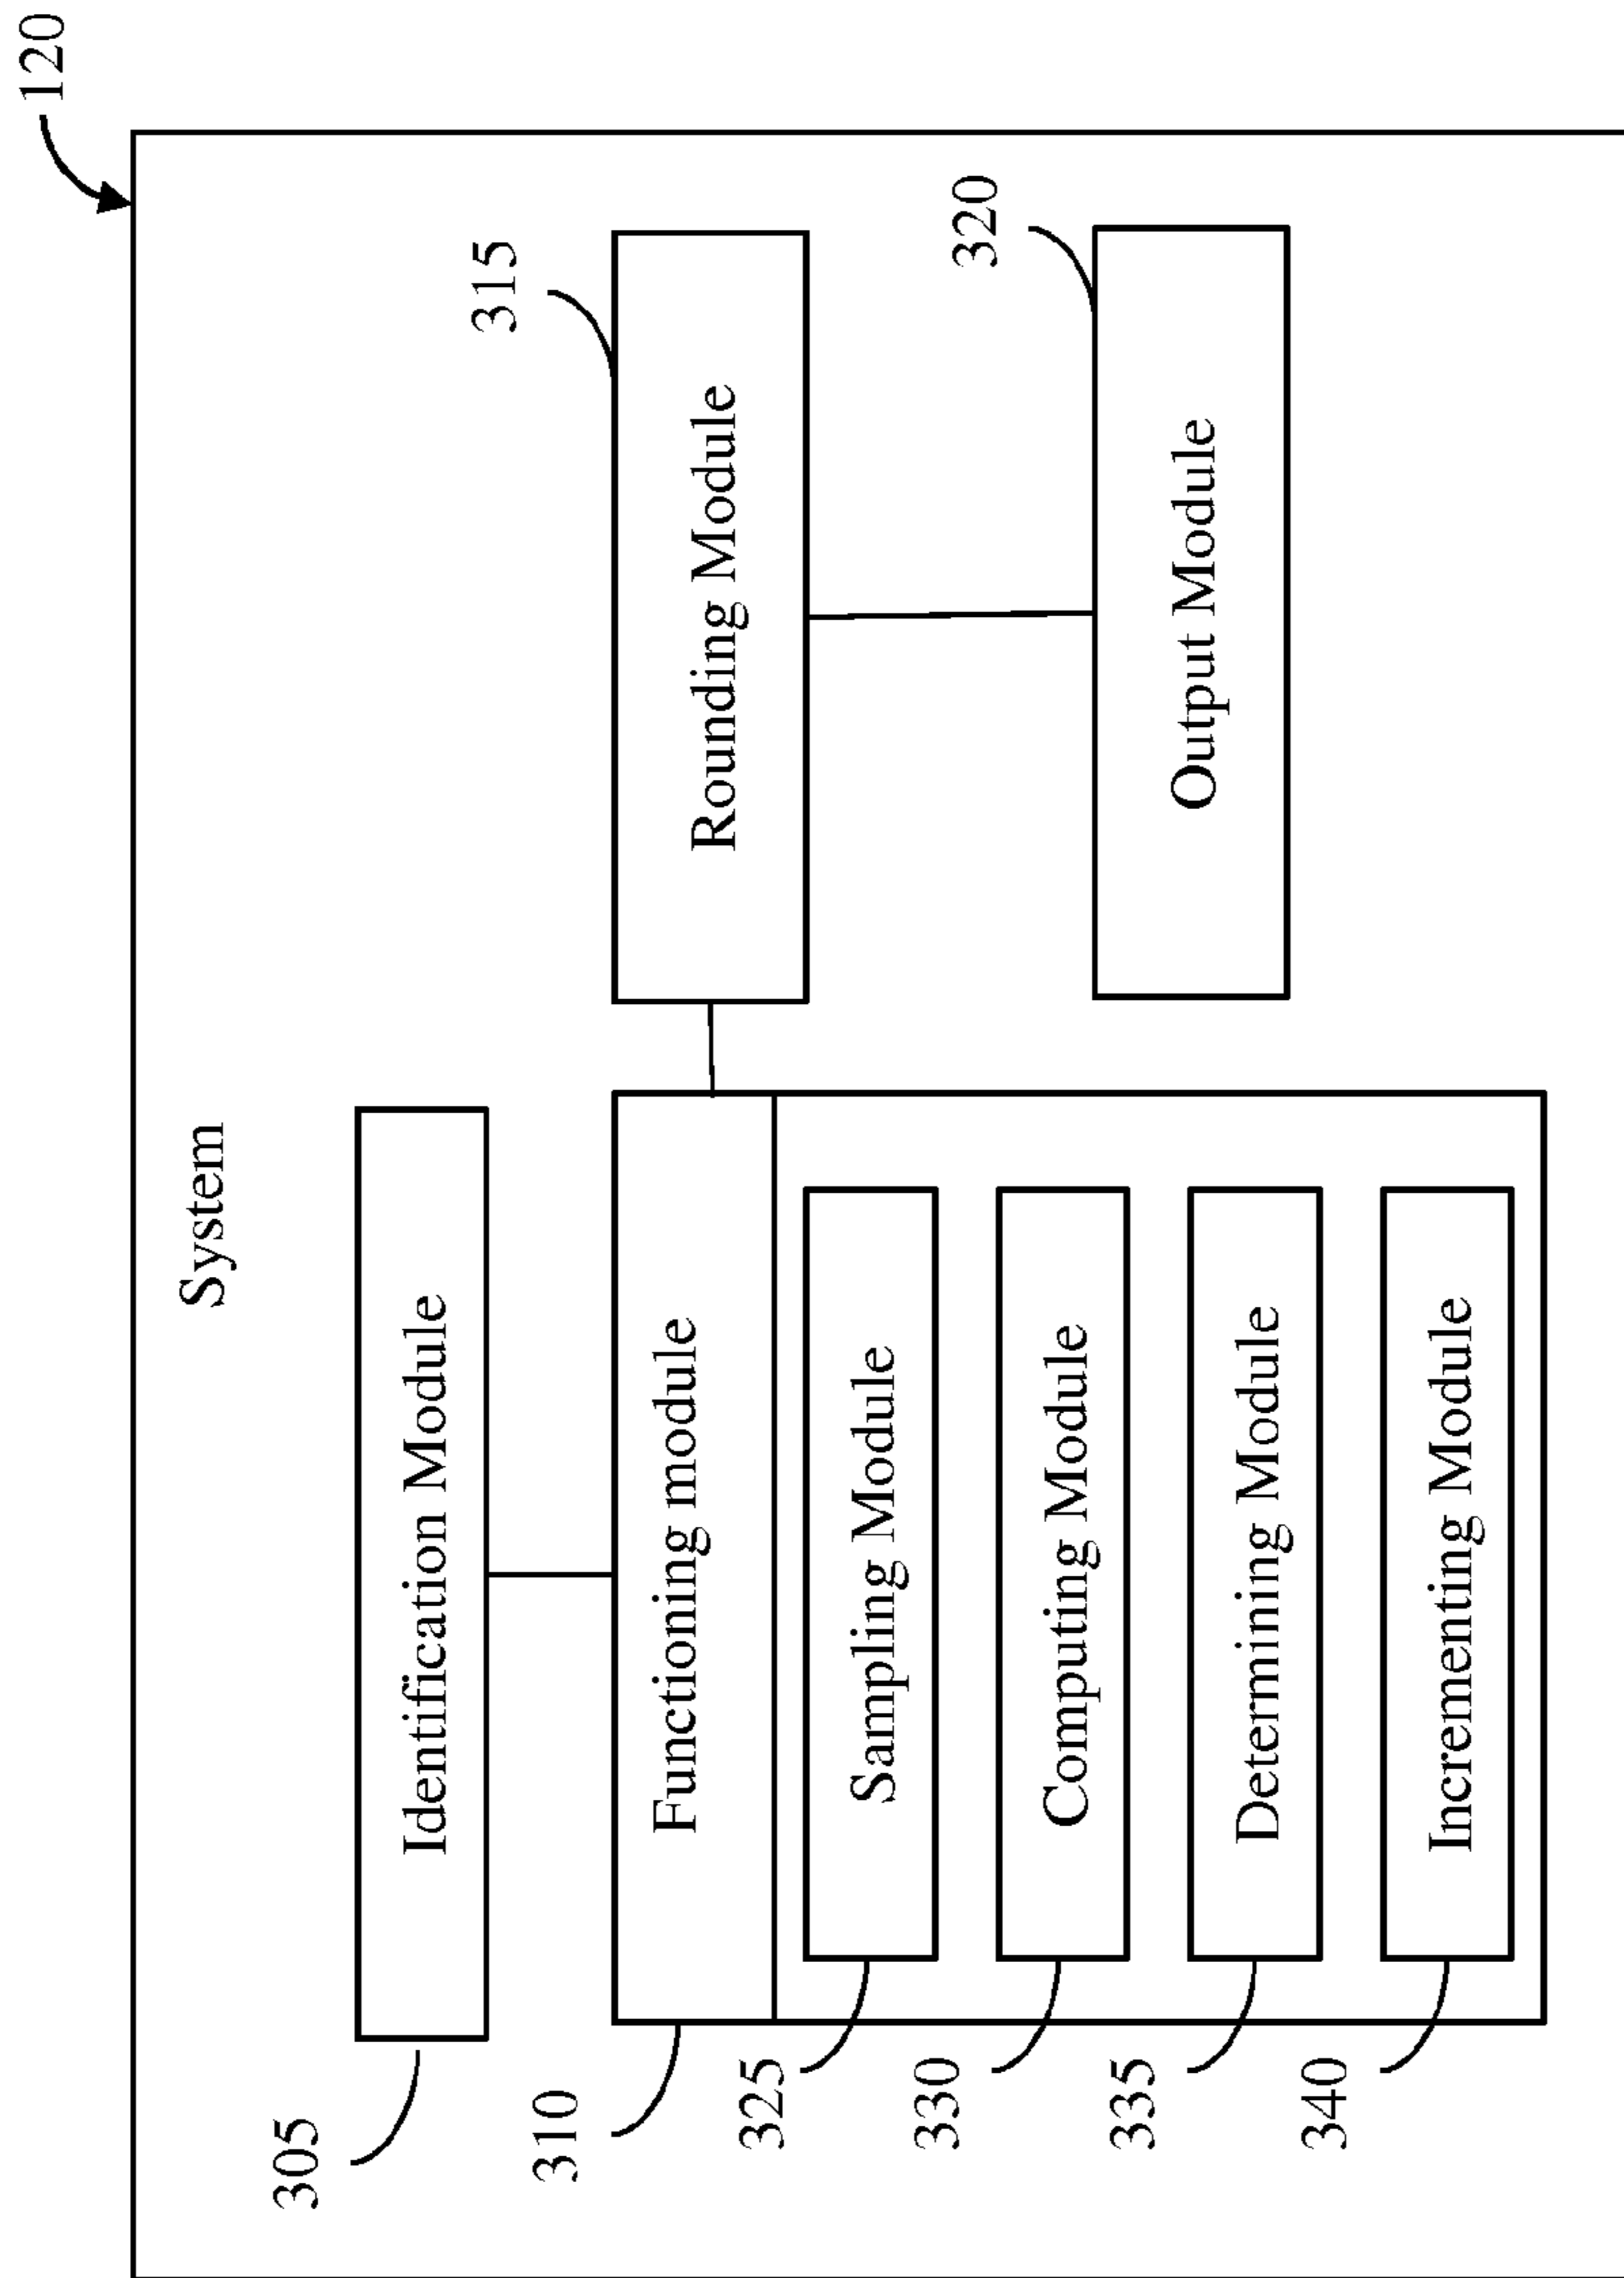 120
System
305
Identification Module
310
Functioning module
315
Rounding Module
325
Sampling Module
330
Computing Module
335
Determining Module
340
Incrementing Module
320
Output Module